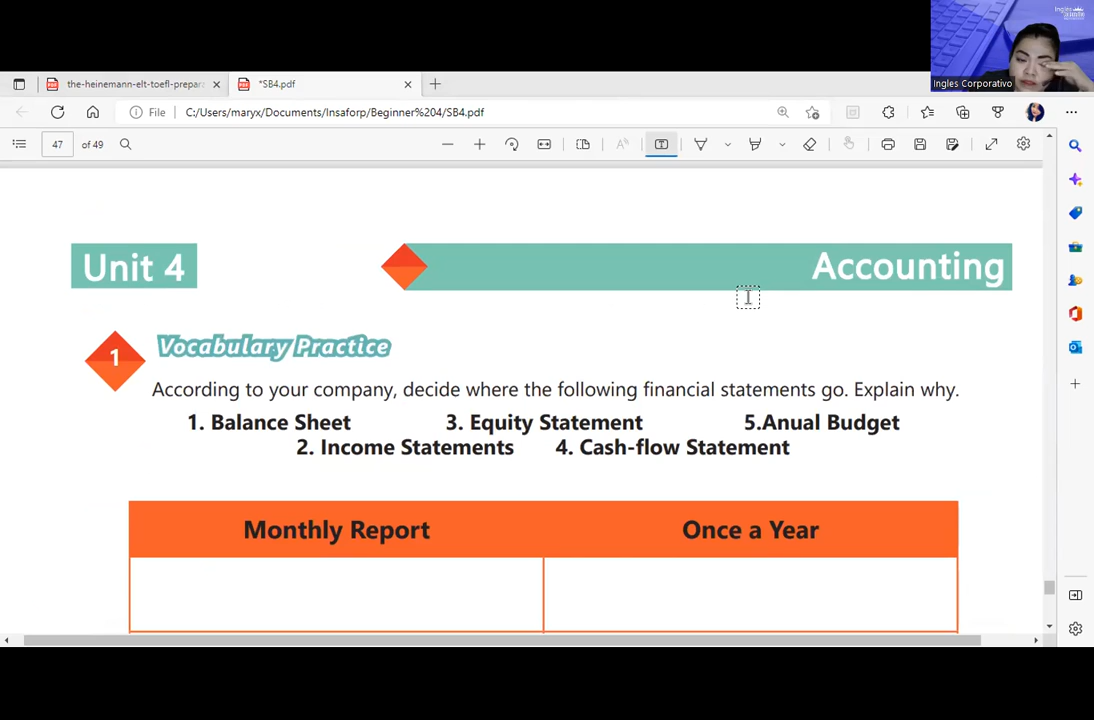 Ingles
Ingles Corporativo
the-heinemann-elt-toefl-prepara
*SB4.pdf
File
C:/Users/maryx/Documents/Insaforp/Beginner%204/SB4.pdf
47 of 49
Unit 4
Accounting
1
Vocabulary Practice
According to your company, decide where the following financial statements go. Explain why.
1. Balance Sheet 3. Equity Statement 5.Anual Budget
2. Income Statements 4. Cash-flow Statement
Monthly Report Once a Year